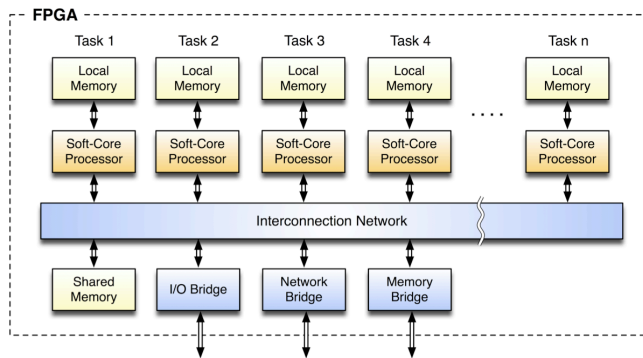 FPGA
Task 1
Task 2
Task 3
Task 4
Task n
Local
Memory
Local
Memory
Local
Memory
Local
Memory
Local
Memory
. . . .
Soft-Core
Processor
Soft-Core
Processor
Soft-Core
Processor
Soft-Core
Processor
Soft-Core
Processor
Interconnection Network
Shared
Memory
I/O Bridge
Network
Bridge
Memory
Bridge